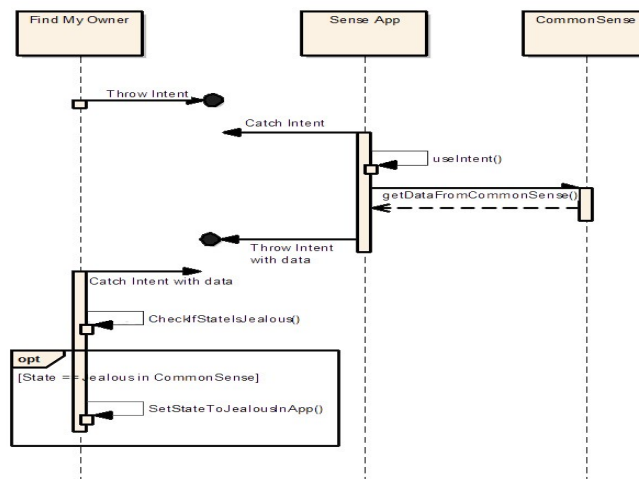 Find My Owner
Sense App
CommonSense
Throw Intent
Catch Intent
useIntent()
getDataFromCommonSense()
Throw Intent
with data
Catch Intent with data
CheckIfStateIsJealous()
opt
[State == Jealous in CommonSense]
SetStateToJealousInApp()